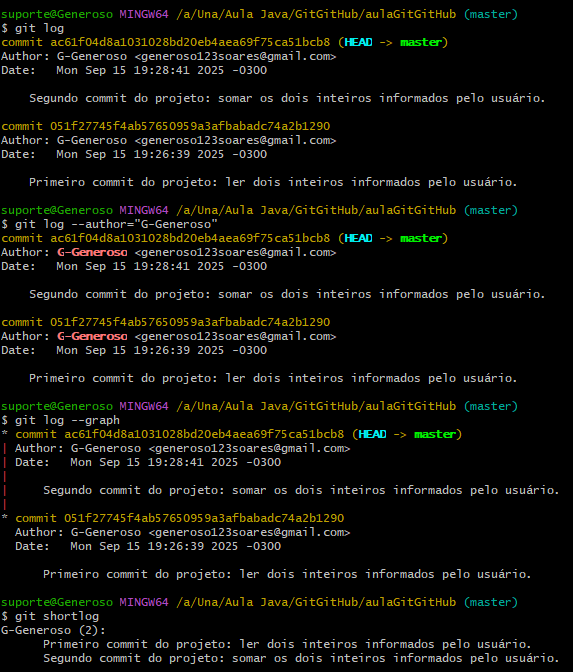 suporte@Generoso MINGW64 /a/Una/Aula Java/GitGitHub/aulaGitGitHub (master)
$ git log
commit ac61f04d8a1031028bd20eb4aea69f75ca51bcb8 (HEAD -> master)
Author: G-Generoso <generoso123soares@gmail.com>
Date:   Mon Sep 15 19:28:41 2025 -0300
    Segundo commit do projeto: somar os dois inteiros informados pelo usuário.
commit 051f27745f4ab57650959a3afbabadc74a2b1290
Author: G-Generoso <generoso123soares@gmail.com>
Date:   Mon Sep 15 19:26:39 2025 -0300
    Primeiro commit do projeto: ler dois inteiros informados pelo usuário.
suporte@Generoso MINGW64 /a/Una/Aula Java/GitGitHub/aulaGitGitHub (master)
$ git log --author="G-Generoso"
commit ac61f04d8a1031028bd20eb4aea69f75ca51bcb8 (HEAD -> master)
Author: G-Generoso <generoso123soares@gmail.com>
Date:   Mon Sep 15 19:28:41 2025 -0300
    Segundo commit do projeto: somar os dois inteiros informados pelo usuário.
commit 051f27745f4ab57650959a3afbabadc74a2b1290
Author: G-Generoso <generoso123soares@gmail.com>
Date:   Mon Sep 15 19:26:39 2025 -0300
    Primeiro commit do projeto: ler dois inteiros informados pelo usuário.
suporte@Generoso MINGW64 /a/Una/Aula Java/GitGitHub/aulaGitGitHub (master)
$ git log --graph
* commit ac61f04d8a1031028bd20eb4aea69f75ca51bcb8 (HEAD -> master)
| Author: G-Generoso <generoso123soares@gmail.com>
| Date:   Mon Sep 15 19:28:41 2025 -0300
|
|     Segundo commit do projeto: somar os dois inteiros informados pelo usuário.
|
* commit 051f27745f4ab57650959a3afbabadc74a2b1290
  Author: G-Generoso <generoso123soares@gmail.com>
  Date:   Mon Sep 15 19:26:39 2025 -0300
      Primeiro commit do projeto: ler dois inteiros informados pelo usuário.
suporte@Generoso MINGW64 /a/Una/Aula Java/GitGitHub/aulaGitGitHub (master)
$ git shortlog
G-Generoso (2):
      Primeiro commit do projeto: ler dois inteiros informados pelo usuário.
      Segundo commit do projeto: somar os dois inteiros informados pelo usuário.